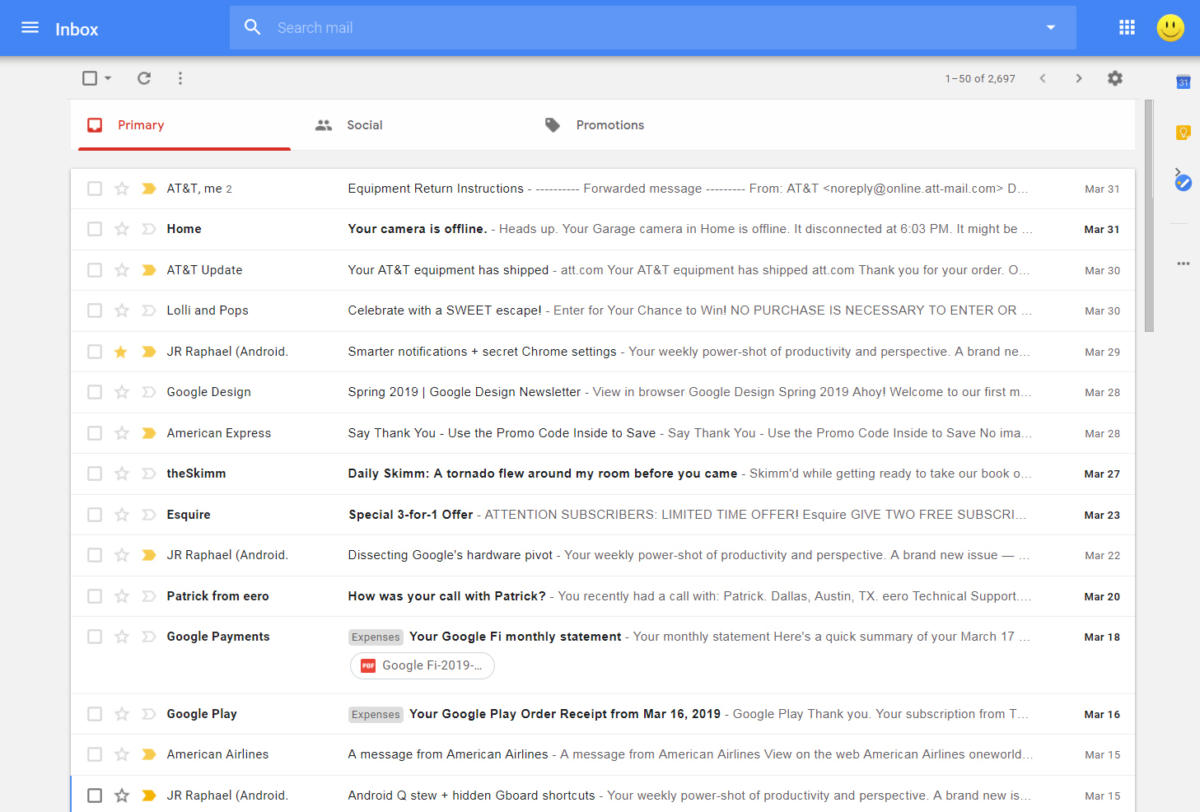 Inbox
Search mail
1–50 of 2,697
31
Primary
Social
Promotions
AT&T, me 2 Equipment Return Instructions - ---------- Forwarded message --------- From: AT&T <noreply@online.att-mail.com> D... Mar 31
Home Your camera is offline. - Heads up. Your Garage camera in Home is offline. It disconnected at 6:03 PM. It might be ... Mar 31
AT&T Update Your AT&T equipment has shipped - att.com Your AT&T equipment has shipped att.com Thank you for your order. O... Mar 30
Lolli and Pops Celebrate with a SWEET escape! - Enter for Your Chance to Win! NO PURCHASE IS NECESSARY TO ENTER OR ... Mar 30
JR Raphael (Android. Smarter notifications + secret Chrome settings - Your weekly power-shot of productivity and perspective. A brand ne... Mar 29
Google Design Spring 2019 | Google Design Newsletter - View in browser Google Design Spring 2019 Ahoy! Welcome to our first m... Mar 28
American Express Say Thank You - Use the Promo Code Inside to Save - Say Thank You - Use the Promo Code Inside to Save No ima... Mar 28
theSkimm Daily Skimm: A tornado flew around my room before you came - Skimm'd while getting ready to take our book o... Mar 27
Esquire Special 3-for-1 Offer - ATTENTION SUBSCRIBERS: LIMITED TIME OFFER! Esquire GIVE TWO FREE SUBSCRI... Mar 23
JR Raphael (Android. Dissecting Google's hardware pivot - Your weekly power-shot of productivity and perspective. A brand new issue — ... Mar 22
Patrick from eero How was your call with Patrick? - You recently had a call with: Patrick. Dallas, Austin, TX. eero Technical Support.... Mar 20
Google Payments Expenses Your Google Fi monthly statement - Your monthly statement Here's a quick summary of your March 17 ... Mar 18
PDF Google Fi-2019-...
Google Play Expenses Your Google Play Order Receipt from Mar 16, 2019 - Google Play Thank you. Your subscription from T... Mar 16
American Airlines A message from American Airlines - A message from American Airlines View on the web American Airlines oneworld... Mar 15
JR Raphael (Android. Android Q stew + hidden Gboard shortcuts - Your weekly power-shot of productivity and perspective. A brand new is... Mar 15